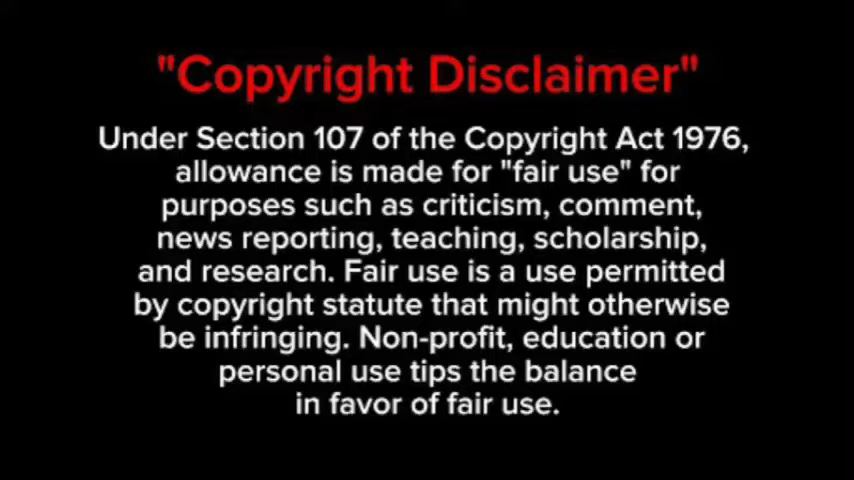 "Copyright Disclaimer"
Under Section 107 of the Copyright Act 1976,
allowance is made for "fair use" for
purposes such as criticism, comment,
news reporting, teaching, scholarship,
and research. Fair use is a use permitted
by copyright statute that might otherwise
be infringing. Non-profit, education or
personal use tips the balance
in favor of fair use.